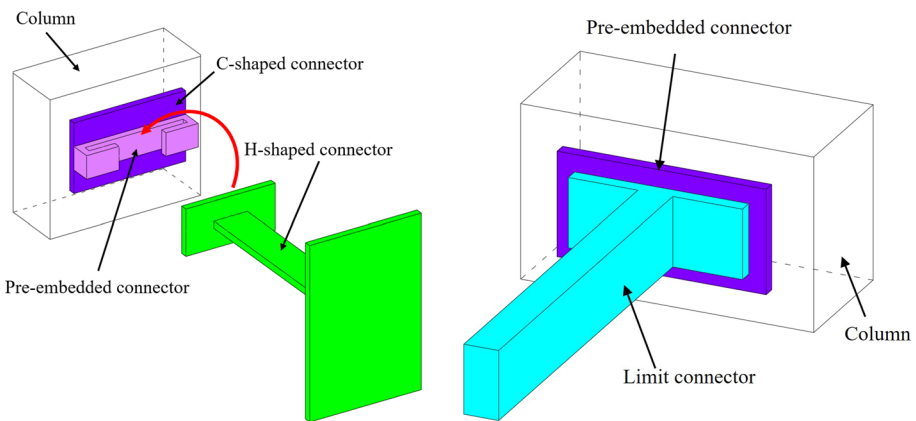 Column
C-shaped connector
H-shaped connector
Pre-embedded connector
Pre-embedded connector
Column
Limit connector